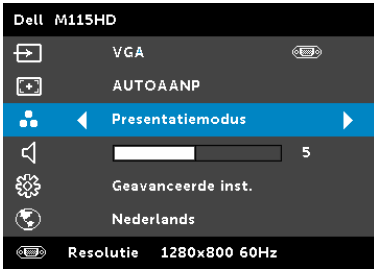 Dell M115HD
VGA
AUTOAANP
Presentatiemodus
5
Geavanceerde inst.
Nederlands
Resolutie 1280x800 60Hz